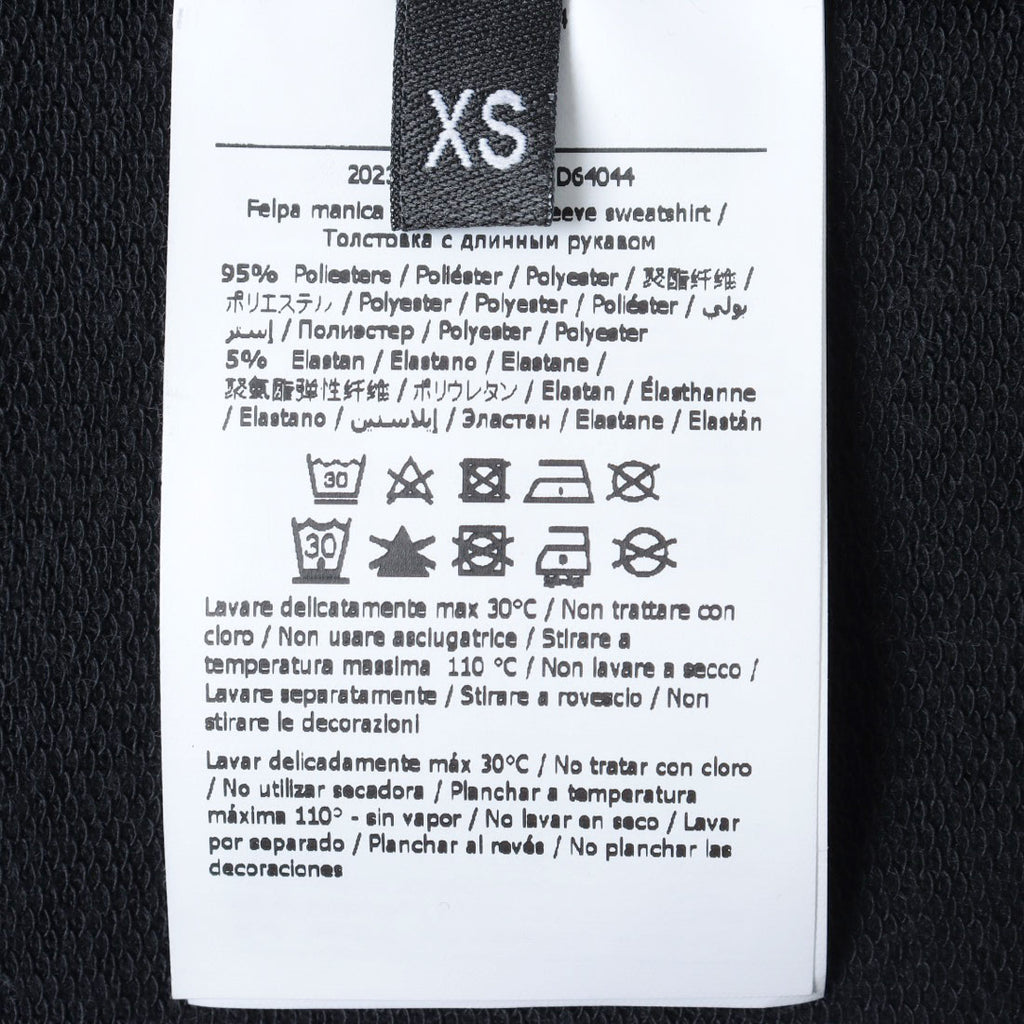 XS
2023 D64044
Felpa manica eeve sweatshirt /
Толстовка с длинным рукавом
95% Poliestere / Poliéster / Polyester / 聚酯纤维 /
ポリエステル / Polyester / Polyester / Poliéster / بولي
إستر / Полиэстер / Polyester / Polyester
5% Elastan / Elastano / Elastane /
聚氨酯弹性纤维 / ポリウレタン / Elastan / Élasthanne
/ Elastano / إيلاستين / Эластан / Elastane / Elastán
30
30
Lavare delicatamente max 30°C / Non trattare con
cloro / Non usare asciugatrice / Stirare a
temperatura massima 110 °C / Non lavare a secco /
Lavare separatamente / Stirare a rovescio / Non
stirare le decorazioni
Lavar delicadamente máx 30°C / No tratar con cloro
/ No utilizar secadora / Planchar a temperatura
máxima 110° - sin vapor / No lavar en seco / Lavar
por separado / Planchar al revés / No planchar las
decoraciones